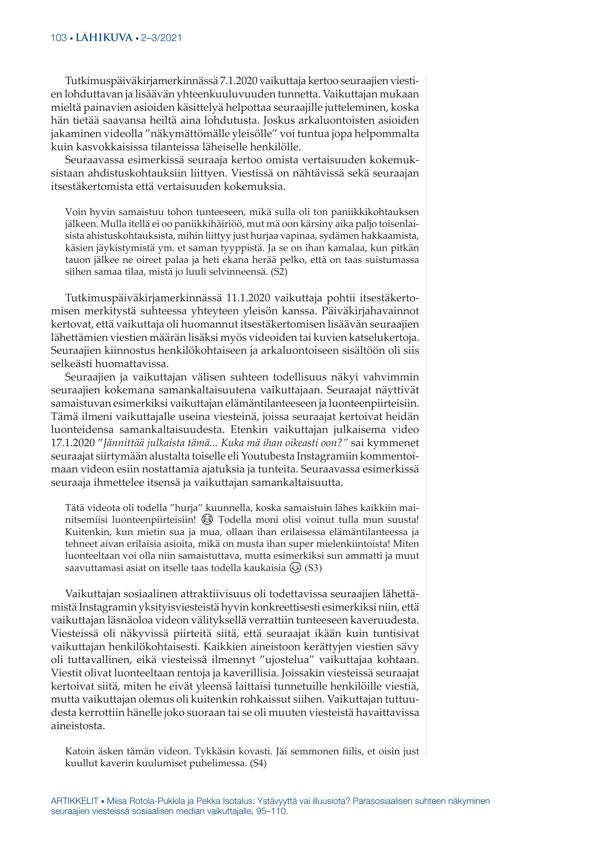 103 • LÄHIKUVA • 2–3/2021
Tutkimuspäiväkirjamerkinnässä 7.1.2020 vaikuttaja kertoo seuraajien viesti-
en lohduttavan ja lisäävän yhteenkuuluvuuden tunnetta. Vaikuttajan mukaan
mieltä painavien asioiden käsittelyä helpottaa seuraajille jutteleminen, koska
hän tietää saavansa heiltä aina lohdutusta. Joskus arkaluontoisten asioiden
jakaminen videolla ”näkymättömälle yleisölle” voi tuntua jopa helpommalta
kuin kasvokkaisissa tilanteissa läheiselle henkilölle.
Seuraavassa esimerkissä seuraaja kertoo omista vertaisuuden kokemuk-
sistaan ahdistuskohtauksiin liittyen. Viestissä on nähtävissä sekä seuraajan
itsestäkertomista että vertaisuuden kokemuksia.
Voin hyvin samaistuu tohon tunteeseen, mikä sulla oli ton paniikkikohtauksen
jälkeen. Mulla itellä ei oo paniikkihäiriöö, mut mä oon kärsiny aika paljo toisenlai-
sista ahistuskohtauksista, mihin liittyy just hurjaa vapinaa, sydämen hakkaamista,
käsien jäykistymistä ym. et saman tyyppistä. Ja se on ihan kamalaa, kun pitkän
tauon jälkee ne oireet palaa ja heti ekana herää pelko, että on taas suistumassa
siihen samaa tilaa, mistä jo luuli selvinneensä. (S2)
Tutkimuspäiväkirjamerkinnässä 11.1.2020 vaikuttaja pohtii itsestäkerto-
misen merkitystä suhteessa yhteyteen yleisön kanssa. Päiväkirjahavainnot
kertovat, että vaikuttaja oli huomannut itsestäkertomisen lisäävän seuraajien
lähettämien viestien määrän lisäksi myös videoiden tai kuvien katselukertoja.
Seuraajien kiinnostus henkilökohtaiseen ja arkaluontoiseen sisältöön oli siis
selkeästi huomattavissa.
Seuraajien ja vaikuttajan välisen suhteen todellisuus näkyi vahvimmin
seuraajien kokemana samankaltaisuutena vaikuttajaan. Seuraajat näyttivät
samaistuvan esimerkiksi vaikuttajan elämäntilanteeseen ja luonteenpiirteisiin.
Tämä ilmeni vaikuttajalle useina viesteinä, joissa seuraajat kertoivat heidän
luonteidensa samankaltaisuudesta. Etenkin vaikuttajan julkaisema video
17.1.2020 ”Jännittää julkaista tämä... Kuka mä ihan oikeasti oon?” sai kymmenet
seuraajat siirtymään alustalta toiselle eli Youtubesta Instagramiin kommentoi-
maan videon esiin nostattamia ajatuksia ja tunteita. Seuraavassa esimerkissä
seuraaja ihmettelee itsensä ja vaikuttajan samankaltaisuutta.
Tätä videota oli todella ”hurja” kuunnella, koska samaistuin lähes kaikkiin mai-
nitsemiisi luonteenpiirteisiin! 😂 Todella moni olisi voinut tulla mun suusta!
Kuitenkin, kun mietin sua ja mua, ollaan ihan erilaisessa elämäntilanteessa ja
tehneet aivan erilaisia asioita, mikä on musta ihan super mielenkiintoista! Miten
luonteeltaan voi olla niin samaistuttava, mutta esimerkiksi sun ammatti ja muut
saavuttamasi asiat on itselle taas todella kaukaisia 😊 (S3)
Vaikuttajan sosiaalinen attraktiivisuus oli todettavissa seuraajien lähettä-
mistä Instagramin yksityisviesteistä hyvin konkreettisesti esimerkiksi niin, että
vaikuttajan läsnäoloa videon välityksellä verrattiin tunteeseen kaveruudesta.
Viesteissä oli näkyvissä piirteitä siitä, että seuraajat ikään kuin tuntisivat
vaikuttajan henkilökohtaisesti. Kaikkien aineistoon kerättyjen viestien sävy
oli tuttavallinen, eikä viesteissä ilmennyt ”ujostelua” vaikuttajaa kohtaan.
Viestit olivat luonteeltaan rentoja ja kaverillisia. Joissakin viesteissä seuraajat
kertoivat siitä, miten he eivät yleensä laittaisi tunnetuille henkilöille viestiä,
mutta vaikuttajan olemus oli kuitenkin rohkaissut siihen. Vaikuttajan tuttuu-
desta kerrottiin hänelle joko suoraan tai se oli muuten viesteistä havaittavissa
aineistosta.
Katoin äsken tämän videon. Tykkäsin kovasti. Jäi semmonen fiilis, et oisin just
kuullut kaverin kuulumiset puhelimessa. (S4)
ARTIKKELIT • Miisa Rotola-Pukkila ja Pekka Isotalus: Ystävyyttä vai illuusiota? Parasosiaalisen suhteen näkyminen
seuraajien viesteissä sosiaalisen median vaikuttajalle, 95–110.